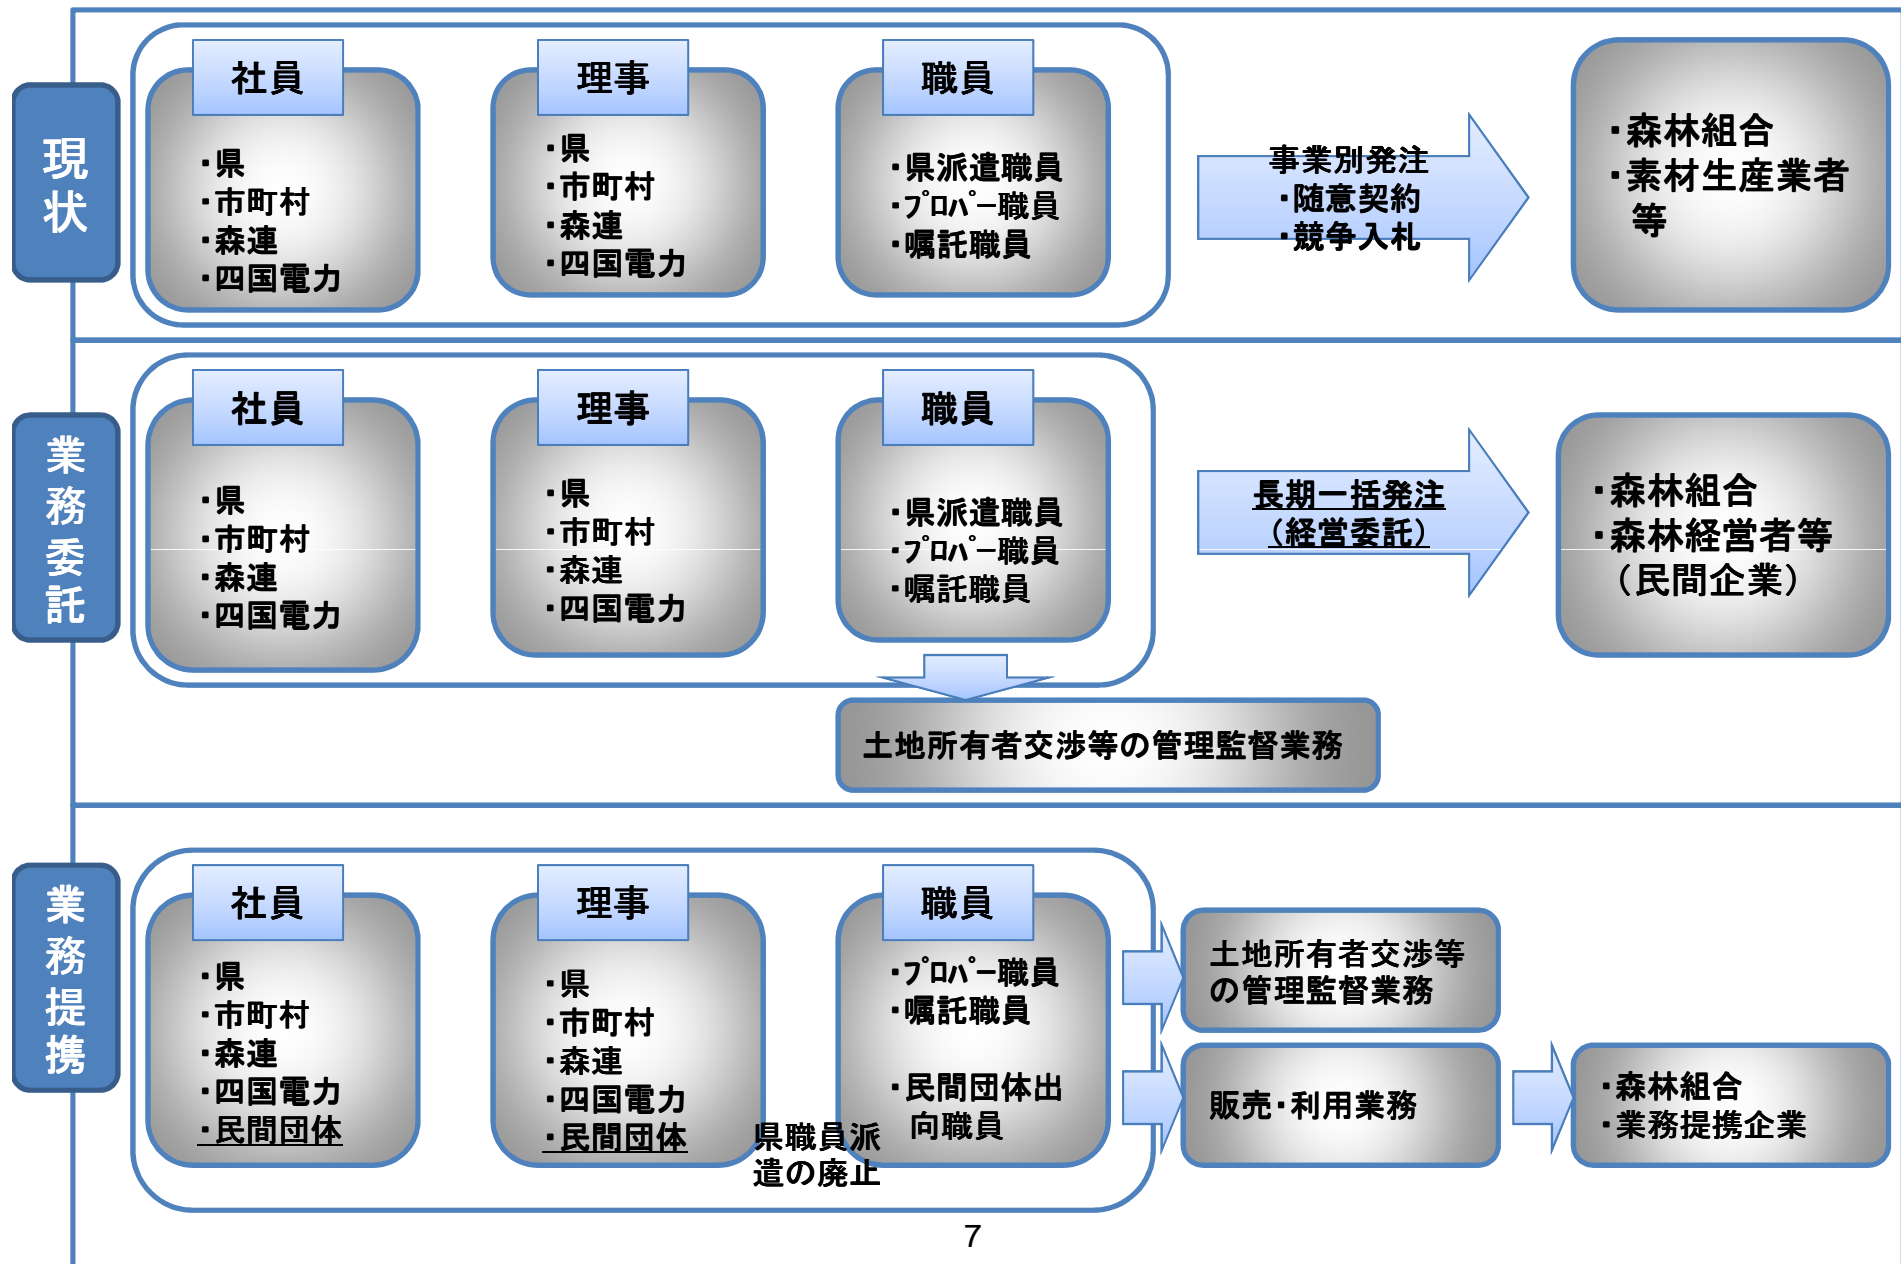 現状
社員
・県
・市町村
・森連
・四国電力
理事
・県
・市町村
・森連
・四国電力
職員
・県派遣職員
・ﾌﾟﾛﾊﾟｰ職員
・嘱託職員
事業別発注
・随意契約
・競争入札
・森林組合
・素材生産業者
等
業務委託
社員
・県
・市町村
・森連
・四国電力
理事
・県
・市町村
・森連
・四国電力
職員
・県派遣職員
・ﾌﾟﾛﾊﾟｰ職員
・嘱託職員
長期一括発注
（経営委託）
・森林組合
・森林経営者等
（民間企業）
土地所有者交渉等の管理監督業務
業務提携
社員
・県
・市町村
・森連
・四国電力
・民間団体
理事
・県
・市町村
・森連
・四国電力
・民間団体
職員
・ﾌﾟﾛﾊﾟｰ職員
・嘱託職員
・民間団体出
向職員
県職員派
遣の廃止
土地所有者交渉等
の管理監督業務
販売・利用業務
・森林組合
・業務提携企業
7